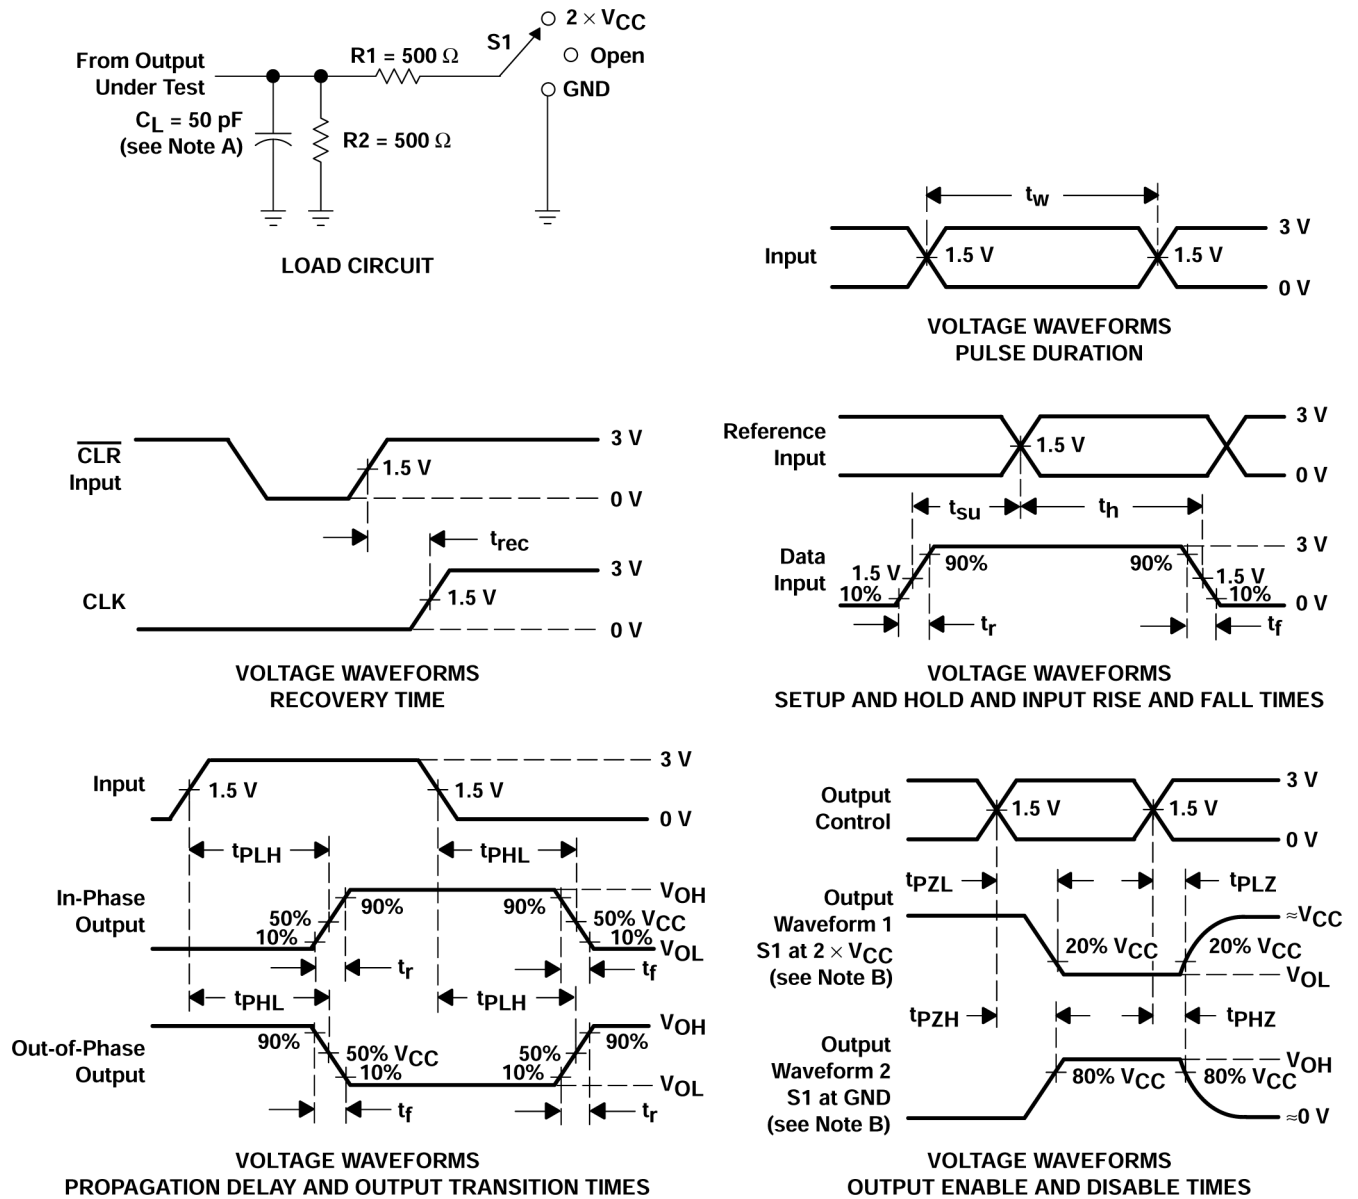 2 × VCC
S1
Open
R1 = 500 Ω
From Output
Under Test
GND
CL = 50 pF
(see Note A)
R2 = 500 Ω
LOAD CIRCUIT
tw
3 V
Input
1.5 V
1.5 V
0 V
VOLTAGE WAVEFORMS
PULSE DURATION
CLR
Input
3 V
1.5 V
0 V
trec
CLK
3 V
1.5 V
0 V
VOLTAGE WAVEFORMS
RECOVERY TIME
Reference
Input
3 V
1.5 V
0 V
tsu
th
Data
Input
3 V
90%
90%
1.5 V
1.5 V
10%
10%
0 V
tr
tf
VOLTAGE WAVEFORMS
SETUP AND HOLD AND INPUT RISE AND FALL TIMES
Input
3 V
1.5 V
1.5 V
0 V
tPLH
tPHL
In-Phase
Output
VOH
90%
90%
50%
50% VCC
10%
10%
VOL
tr
tf
tPHL
tPLH
Out-of-Phase
Output
VOH
90%
90%
50% VCC
50%
10%
10%
VOL
tf
tr
VOLTAGE WAVEFORMS
PROPAGATION DELAY AND OUTPUT TRANSITION TIMES
Output
Control
3 V
1.5 V
1.5 V
0 V
tPZL
tPLZ
Output
Waveform 1
S1 at 2 × VCC
(see Note B)
≈VCC
20% VCC
20% VCC
VOL
tPZH
tPHZ
Output
Waveform 2
S1 at GND
(see Note B)
VOH
80% VCC
80% VCC
≈0 V
VOLTAGE WAVEFORMS
OUTPUT ENABLE AND DISABLE TIMES